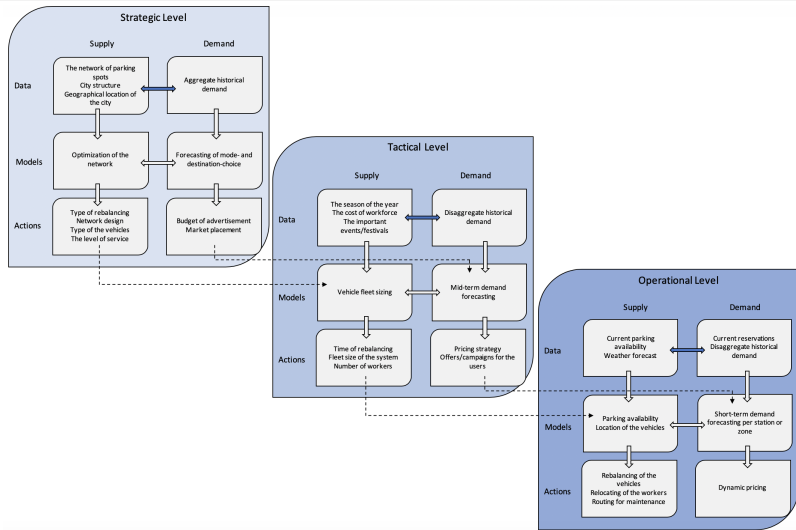 Strategic Level
Supply
Demand
Data
The network of parking
spots
City structure
Geographical location of
the city
Aggregate historical
demand
Models
Optimization of the
network
Forecasting of mode- and
destination-choice
Actions
Type of rebalancing
Network design
Type of the vehicles
The level of service
Budget of advertisement
Market placement
Tactical Level
Supply
Demand
Data
The season of the year
The cost of workforce
The important
events/festivals
Disaggregate historical
demand
Models
Vehicle fleet sizing
Mid-term demand
forecasting
Actions
Time of rebalancing
Fleet size of the system
Number of workers
Pricing strategy
Offers/campaigns for the
users
Operational Level
Supply
Demand
Data
Current parking
availability
Weather forecast
Current reservations
Disaggregate historical
demand
Models
Parking availability
Location of the vehicles
Short-term demand
forecasting per station or
zone
Actions
Rebalancing of the
vehicles
Relocating of the workers
Routing for maintenance
Dynamic pricing